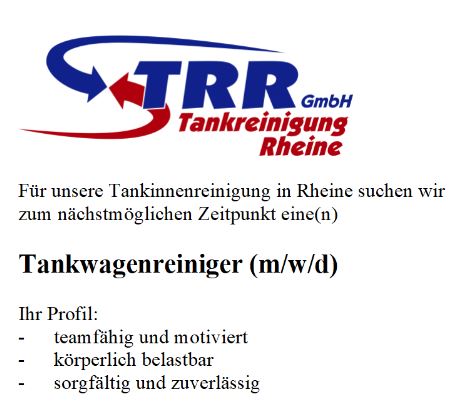 TRR GmbH
Tankreinigung
Rheine
Für unsere Tankinnenreinigung in Rheine suchen wir
zum nächstmöglichen Zeitpunkt eine(n)
Tankwagenreiniger (m/w/d)
Ihr Profil:
- teamfähig und motiviert
- körperlich belastbar
- sorgfältig und zuverlässig